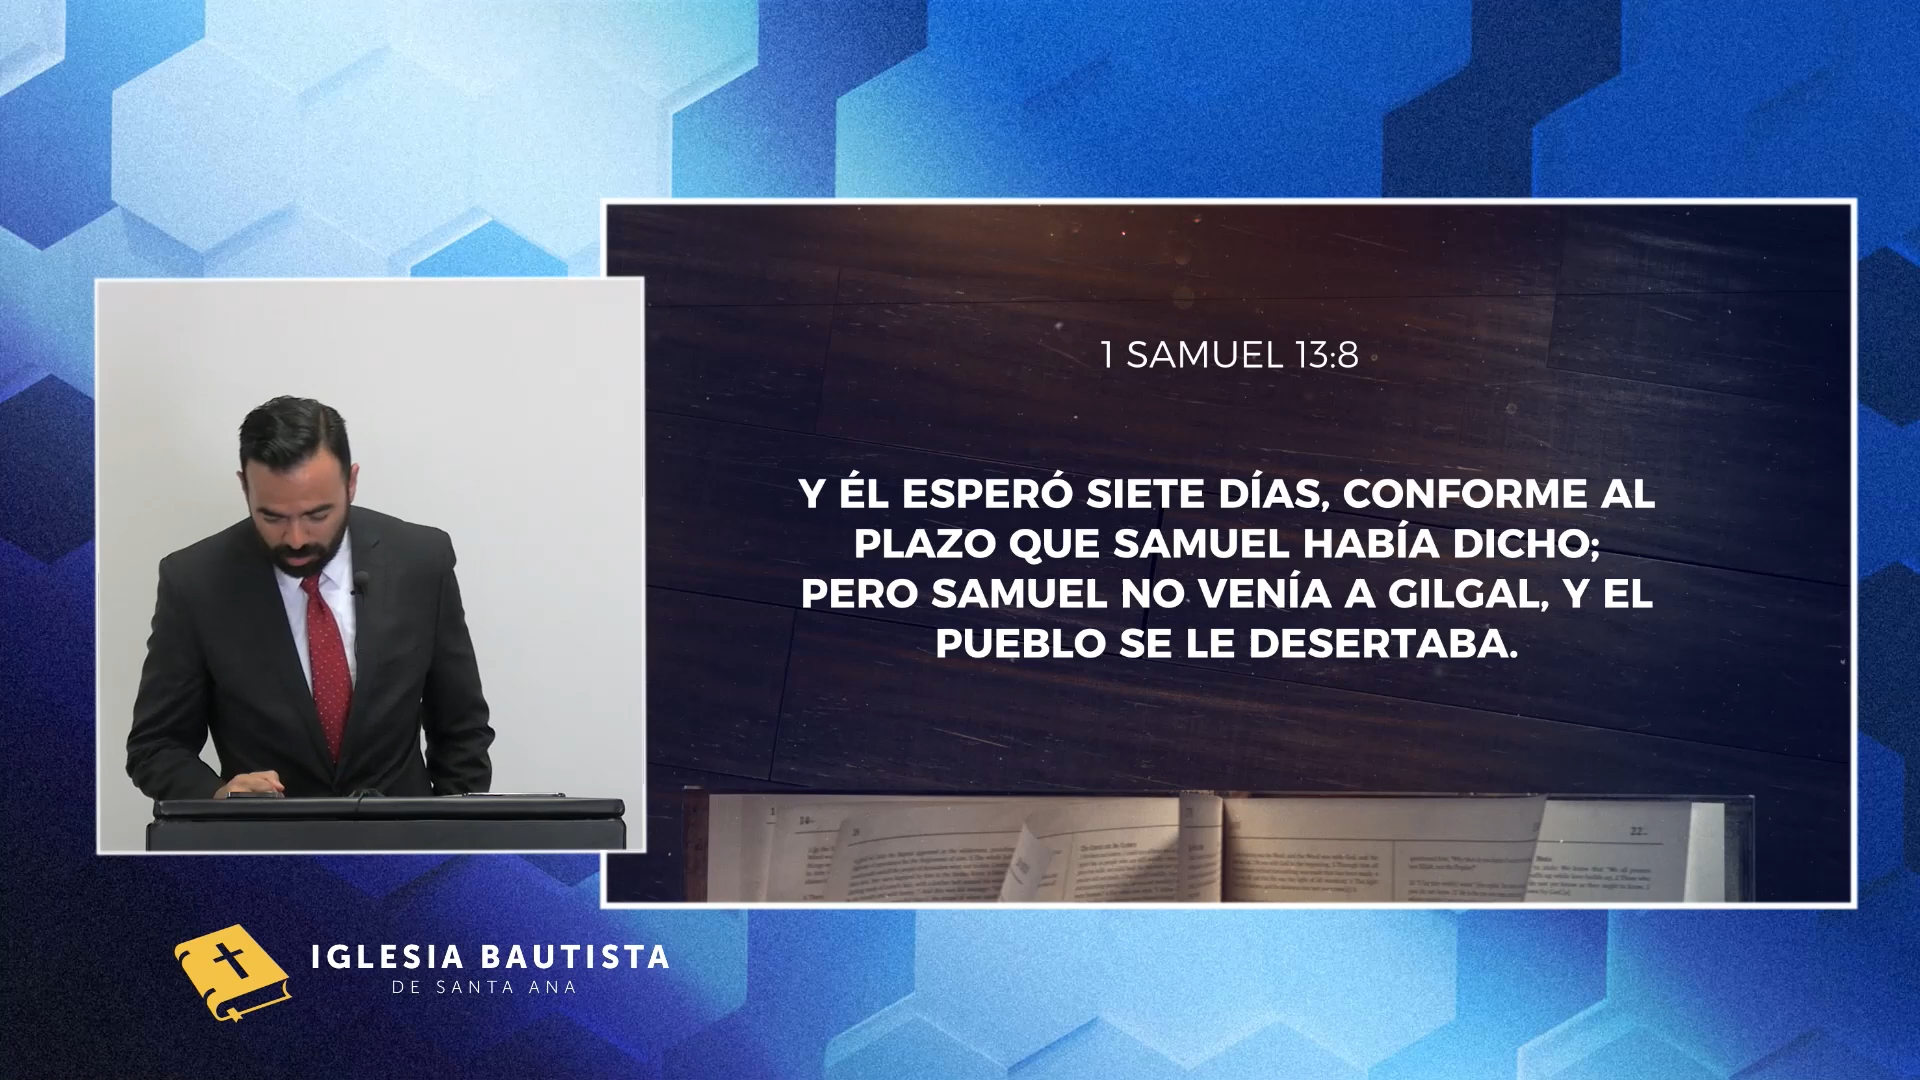 1 SAMUEL 13:8
Y ÉL ESPERÓ SIETE DÍAS, CONFORME AL
PLAZO QUE SAMUEL HABÍA DICHO;
PERO SAMUEL NO VENÍA A GILGAL, Y EL
PUEBLO SE LE DESERTABA.
IGLESIA BAUTISTA
DE SANTA ANA